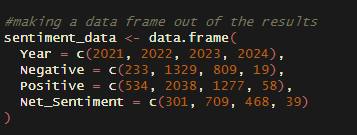 #making a data frame out of the results
sentiment_data <- data.frame(
  Year = c(2021, 2022, 2023, 2024),
  Negative = c(233, 1329, 809, 19),
  Positive = c(534, 2038, 1277, 58),
  Net_Sentiment = c(301, 709, 468, 39)
)